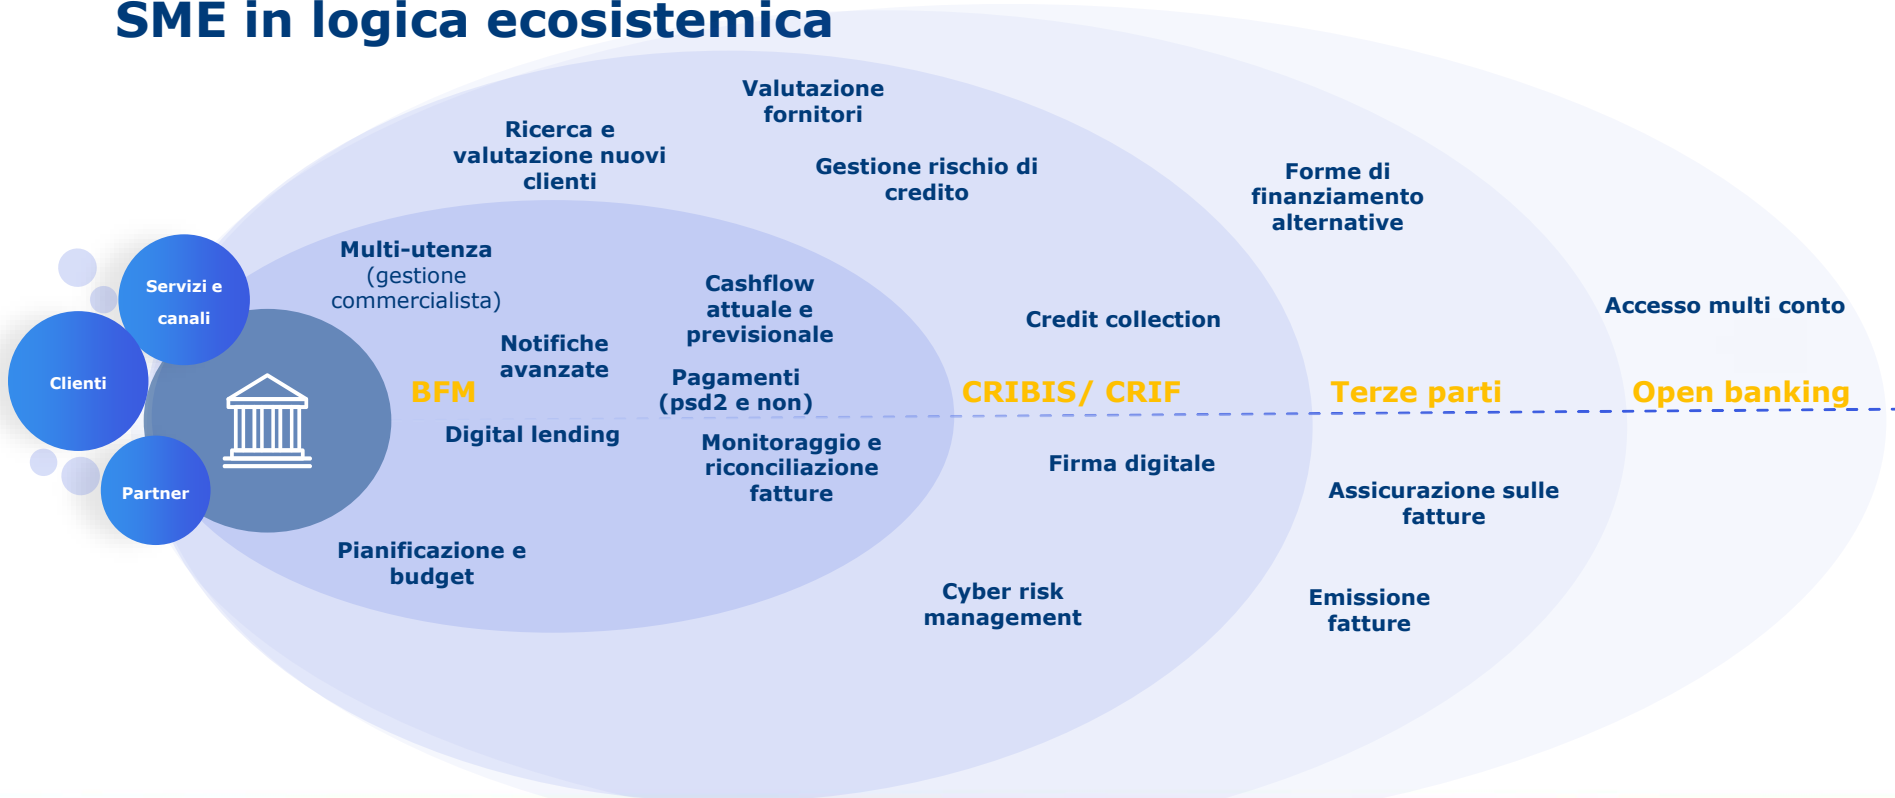 SME in logica ecosistemica
Valutazione
fornitori
Ricerca e
valutazione nuovi
clienti
Gestione rischio di
credito
Forme di
finanziamento
alternative
Servizi e
canali
Clienti
Partner
Multi-utenza
(gestione
commercialista)
Cashflow
attuale e
previsionale
Notifiche
avanzate
Pagamenti
(psd2 e non)
BFM
Digital lending
Monitoraggio e
riconciliazione
fatture
Pianificazione e
budget
Credit collection
CRIBIS/ CRIF
Firma digitale
Cyber risk
management
Terze parti
Assicurazione sulle
fatture
Emissione
fatture
Accesso multi conto
Open banking